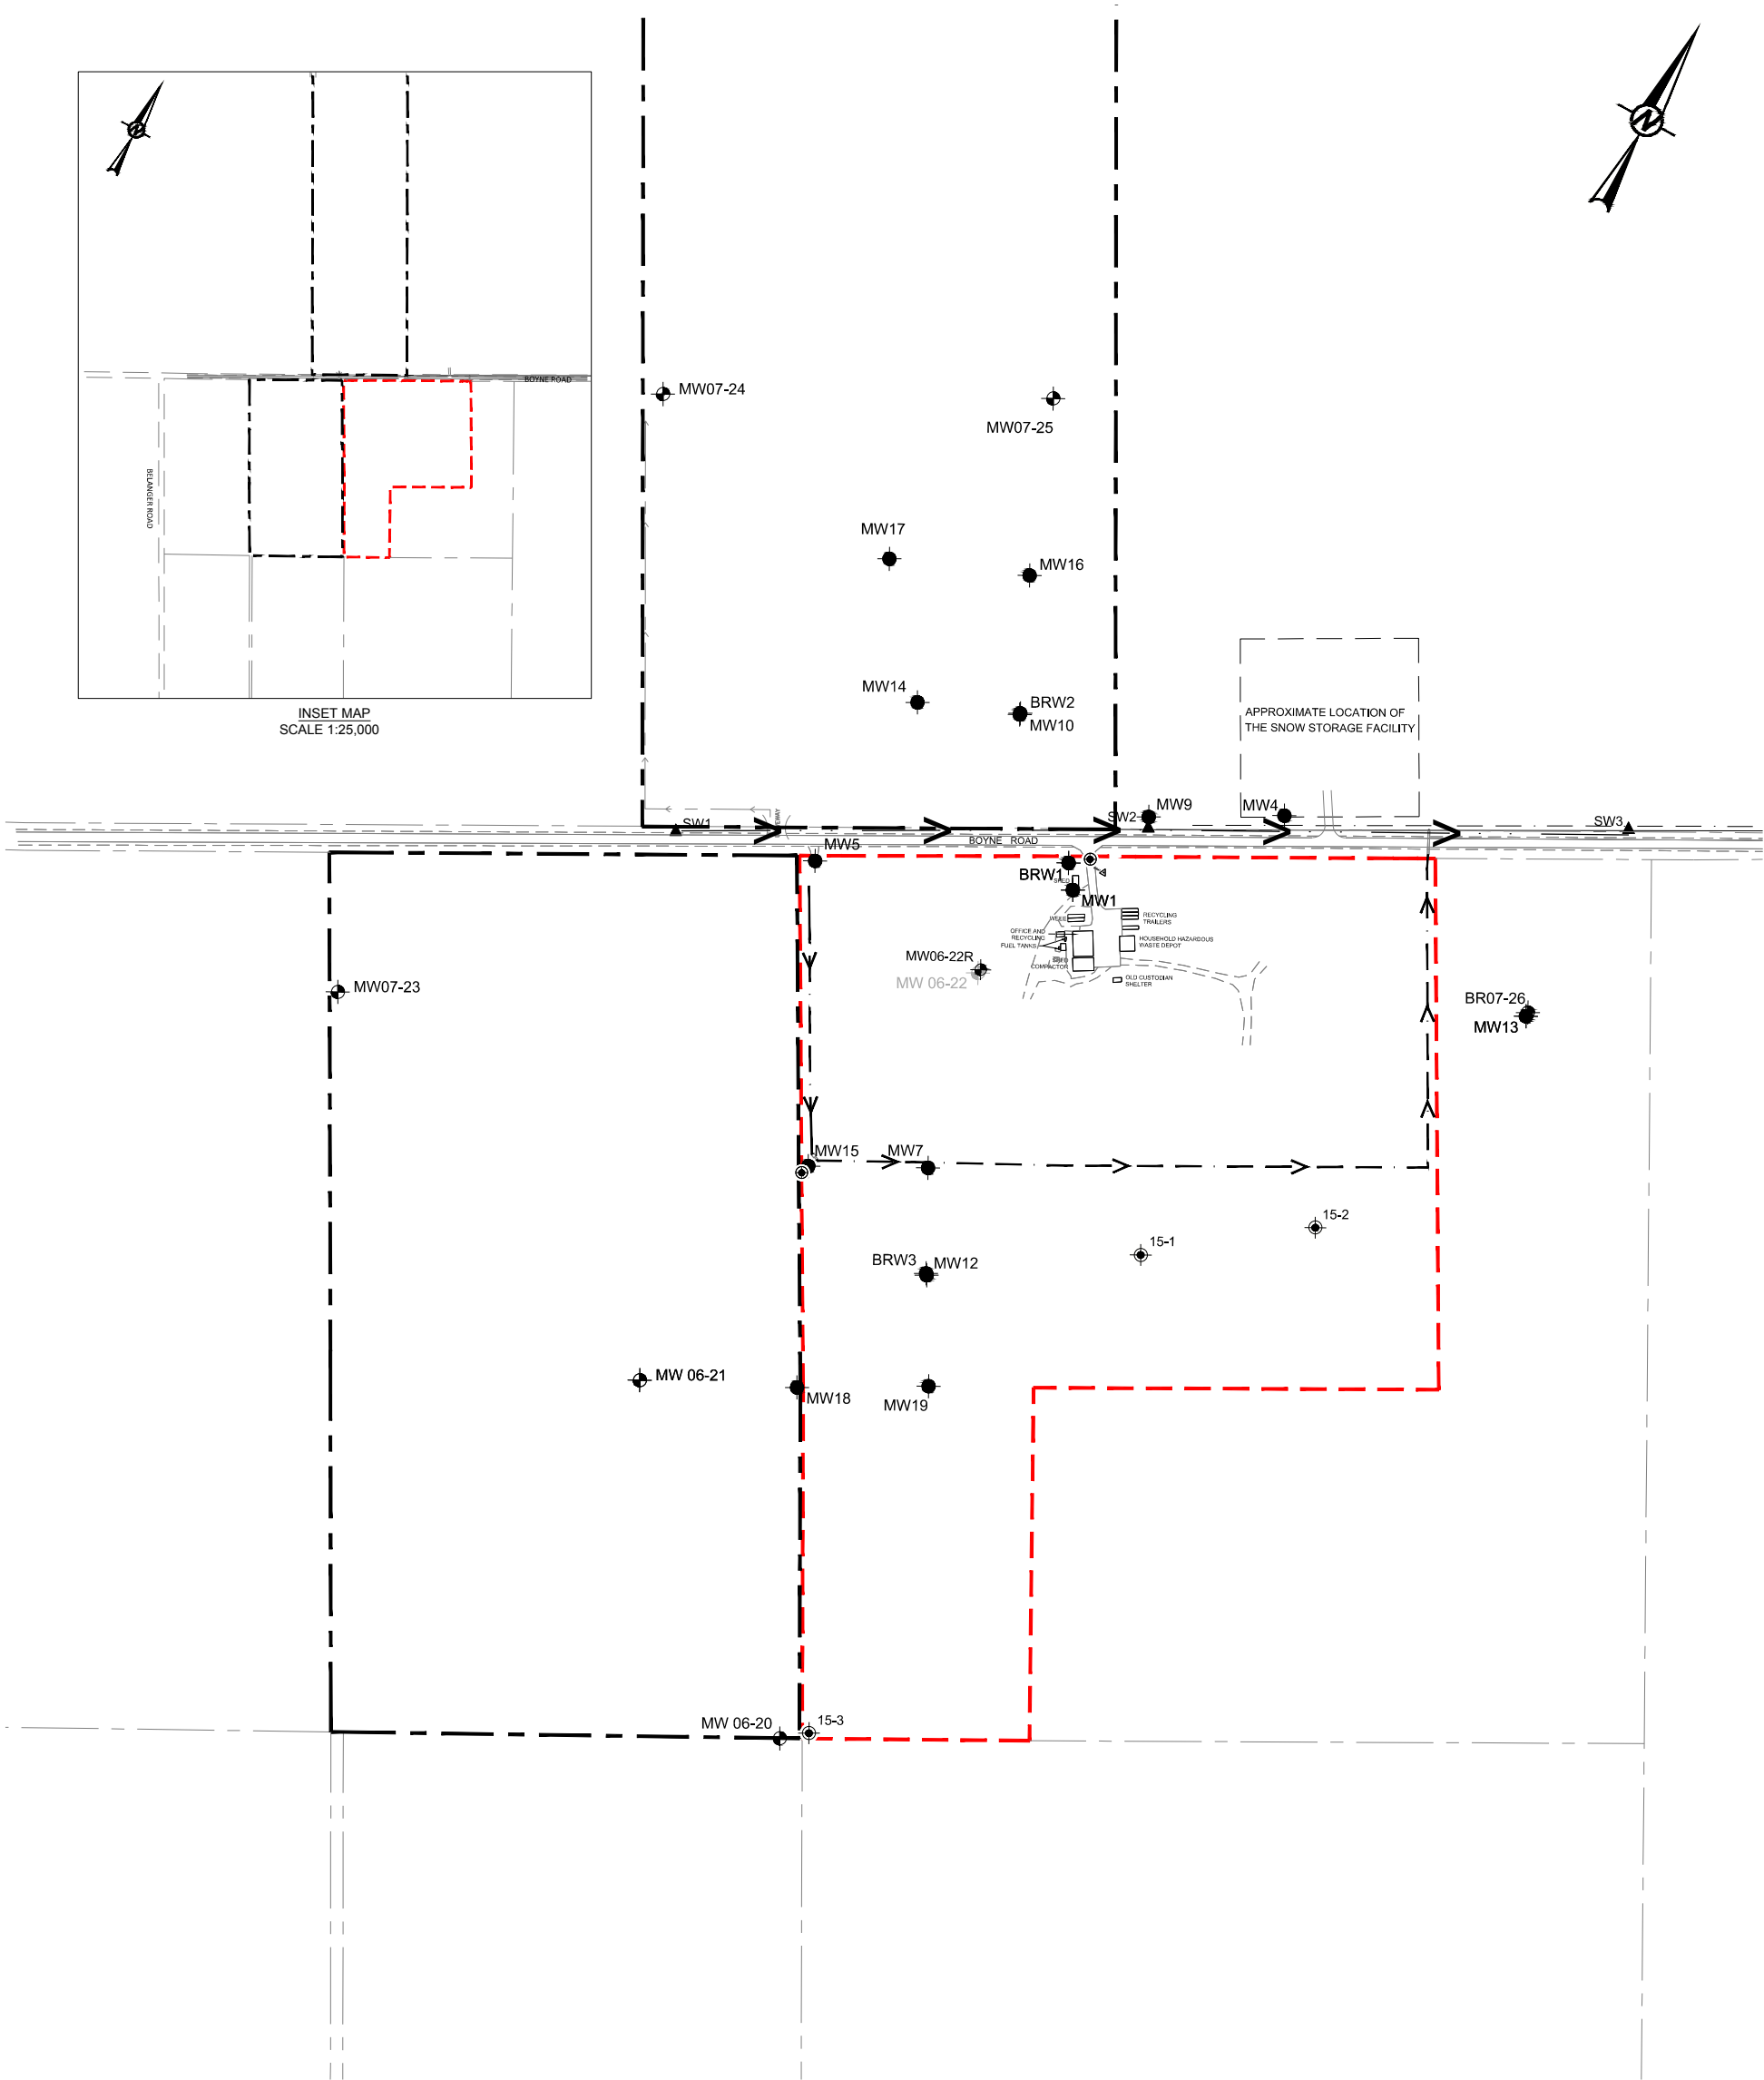 N
N
BOYNE ROAD
BELANGER ROAD
INSET MAP
SCALE 1:25,000
MW07-24
MW07-25
MW17
MW16
MW14
BRW2
MW10
APPROXIMATE LOCATION OF
THE SNOW STORAGE FACILITY
MW9
MW4
SW1
SW2
SW3
BOYNE ROAD
MW5
BRW1
SHED
MW1
WEEE
RECYCLING
TRAILERS
OFFICE AND
RECYCLING
FUEL TANKS
HOUSEHOLD HAZARDOUS
WASTE DEPOT
COMPACTOR
OLD CUSTODIAN
SHELTER
MW06-22R
MW 06-22
MW07-23
BR07-26
MW13
MW15
MW7
15-2
15-1
BRW3
MW12
MW 06-21
MW18
MW19
MW 06-20
15-3